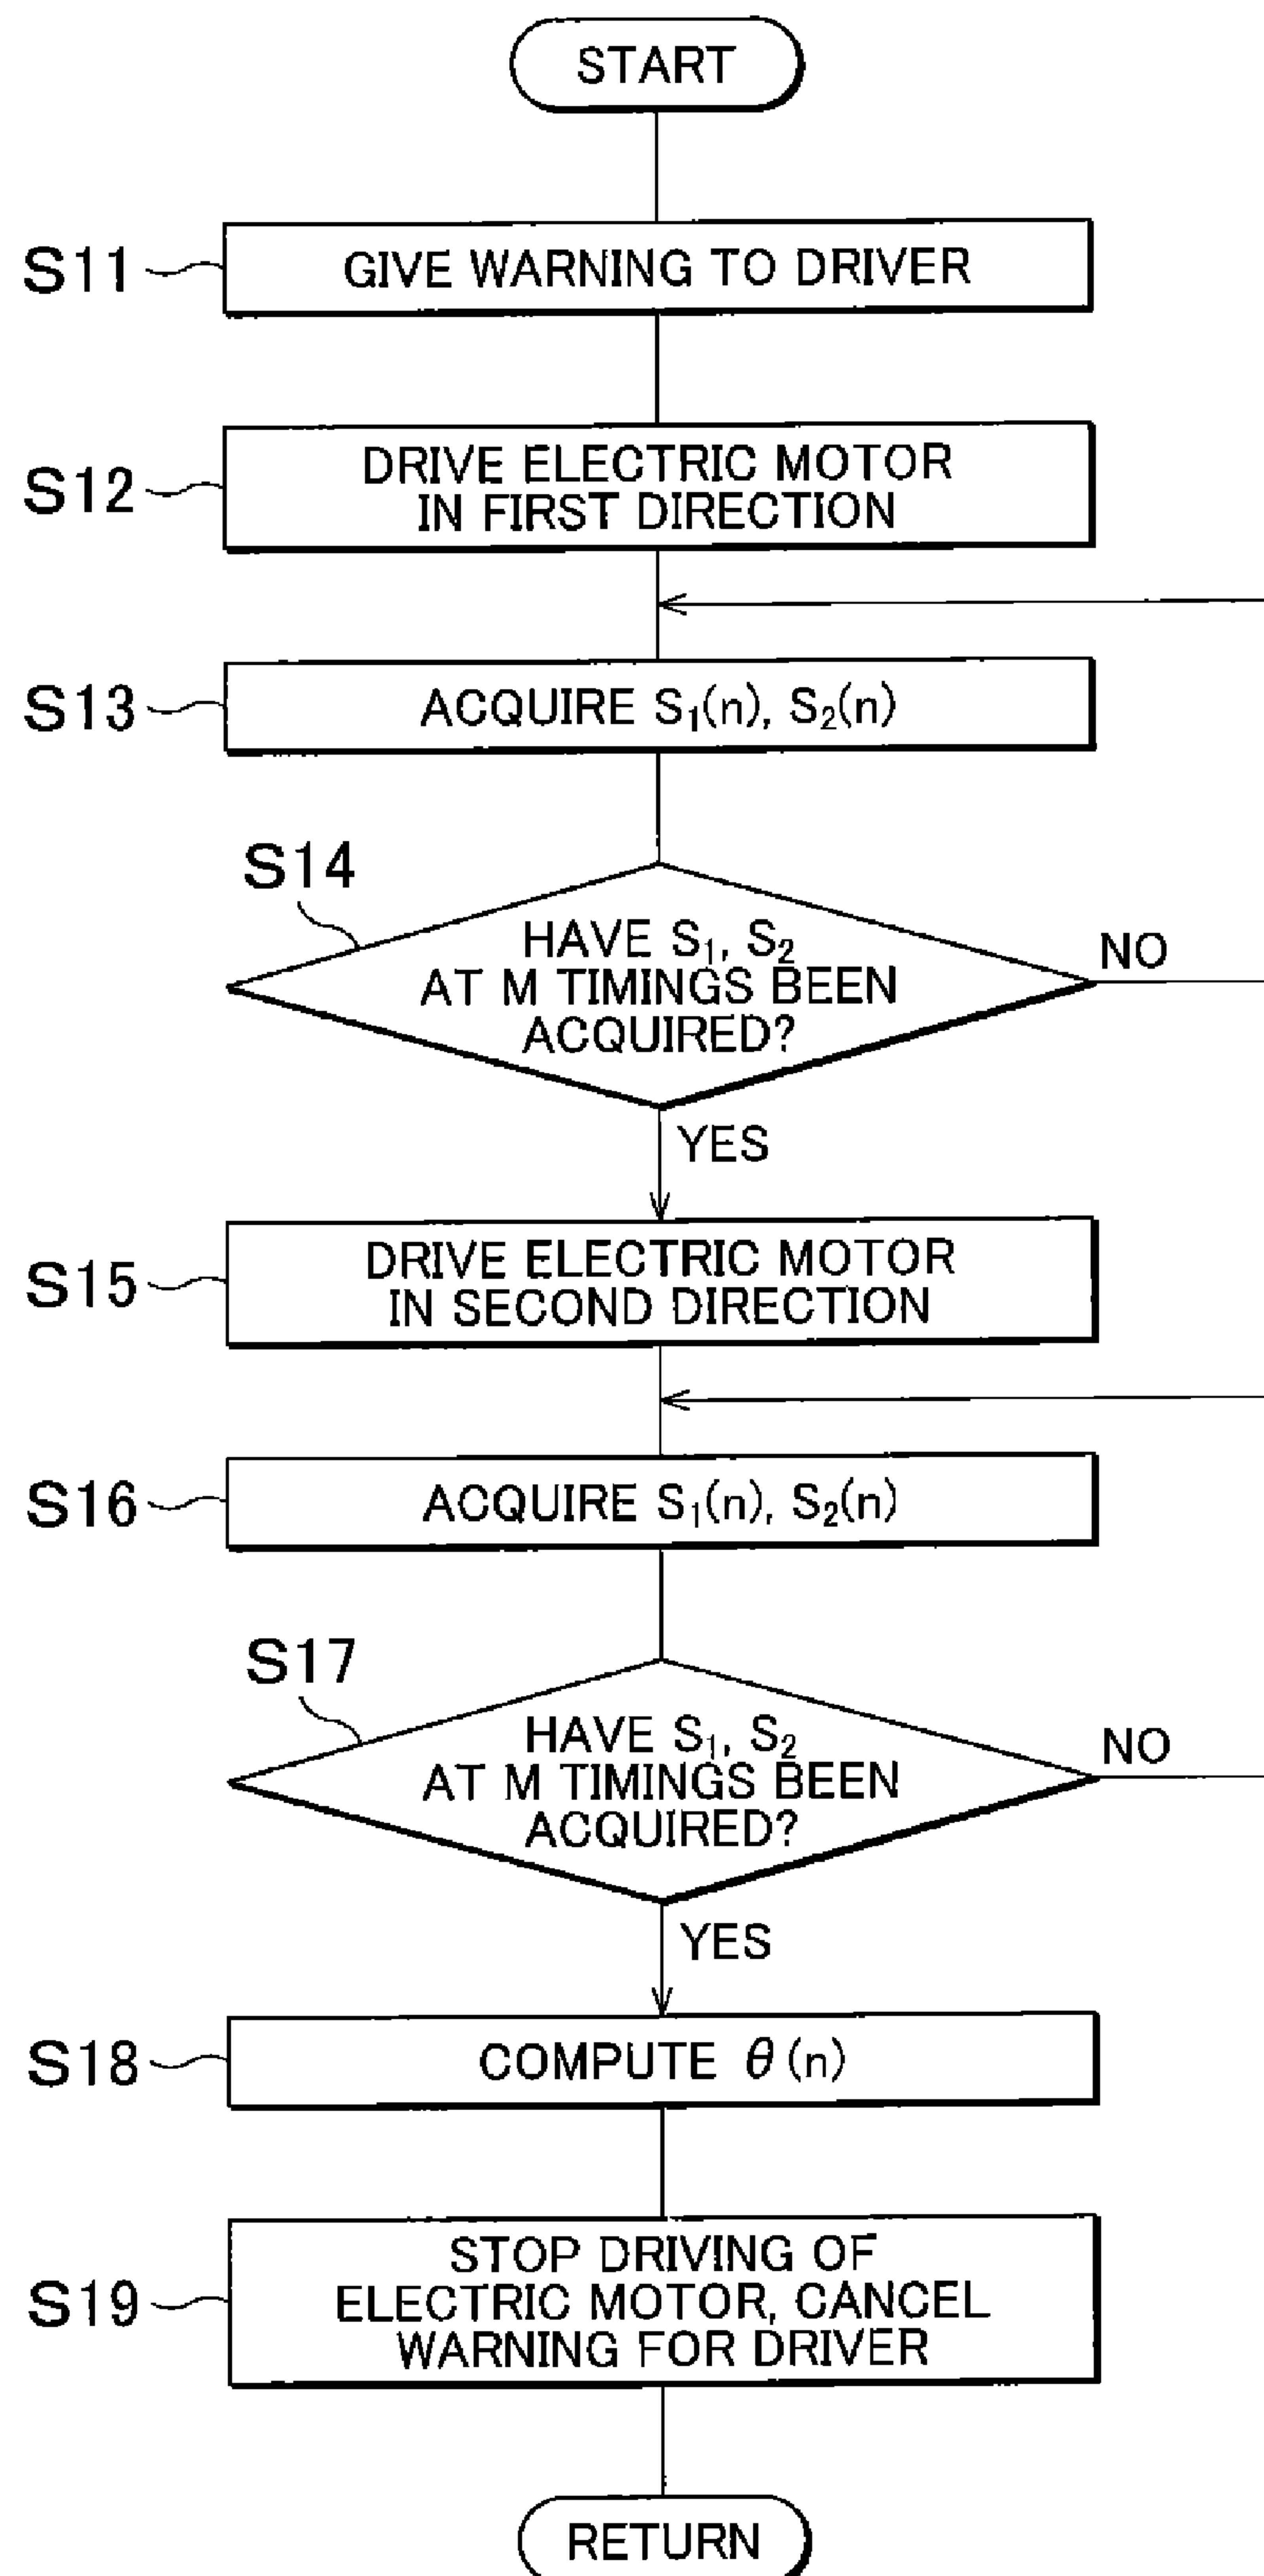 START
S11
GIVE WARNING TO DRIVER
S12
DRIVE ELECTRIC MOTOR
IN FIRST DIRECTION
S13
ACQUIRE S₁(n), S₂(n)
S14
HAVE S₁, S₂
AT M TIMINGS BEEN
ACQUIRED?
NO
YES
S15
DRIVE ELECTRIC MOTOR
IN SECOND DIRECTION
S16
ACQUIRE S₁(n), S₂(n)
S17
HAVE S₁, S₂
AT M TIMINGS BEEN
ACQUIRED?
NO
YES
S18
COMPUTE θ (n)
S19
STOP DRIVING OF
ELECTRIC MOTOR, CANCEL
WARNING FOR DRIVER
RETURN